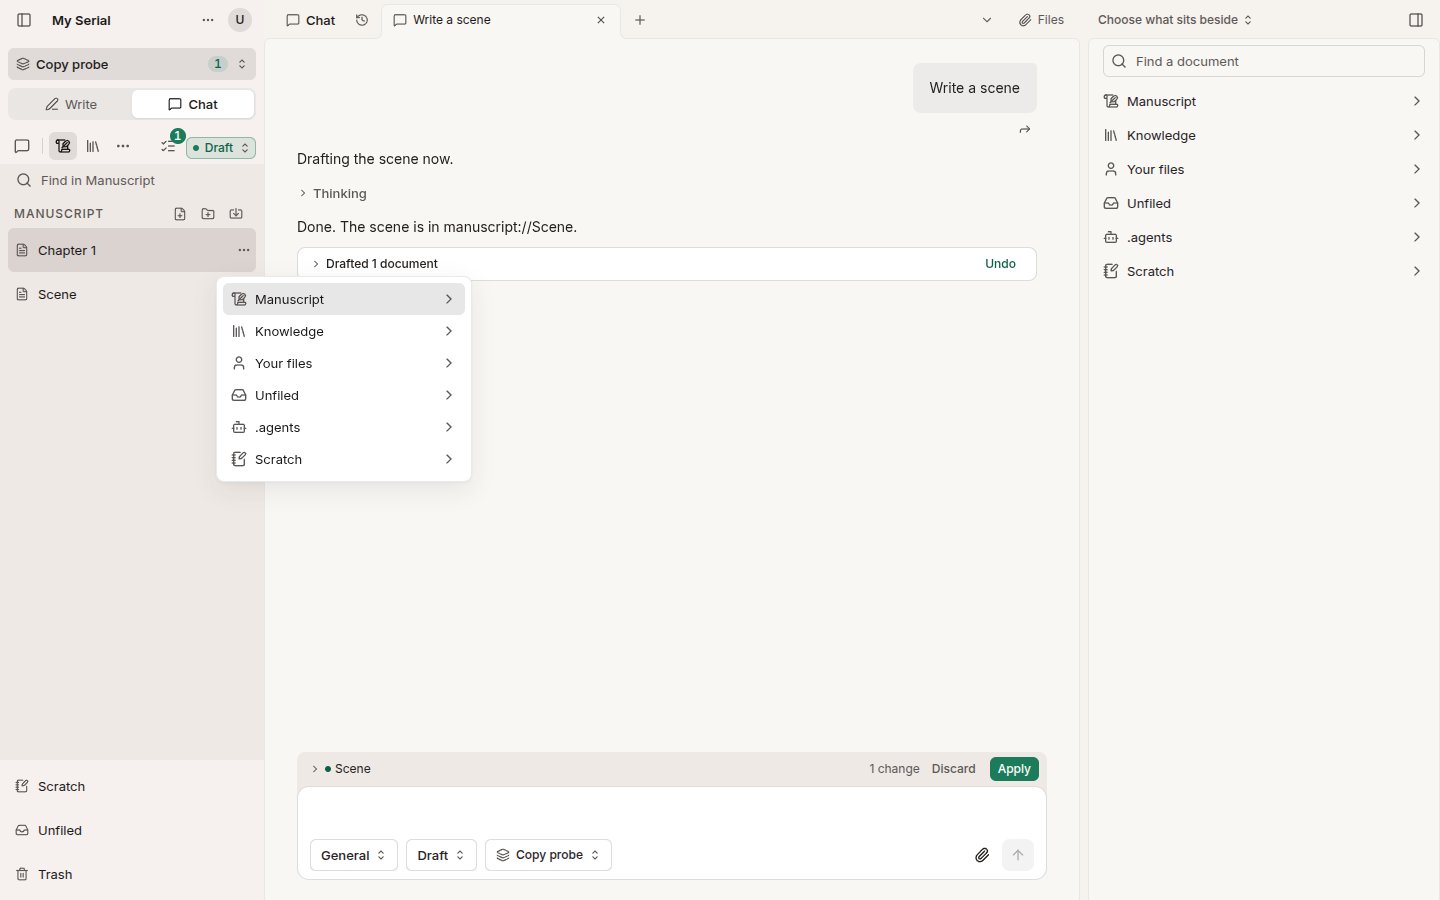 My Serial
U
Chat
Write a scene
Files
Choose what sits beside
Copy probe
1
Write
Chat
1
Draft
Find in Manuscript
MANUSCRIPT
Chapter 1
Scene
Scratch
Unfiled
Trash
Write a scene
Drafting the scene now.
Thinking
Done. The scene is in manuscript://Scene.
Drafted 1 document
Undo
Manuscript
Knowledge
Your files
Unfiled
.agents
Scratch
Scene
1 change
Discard
Apply
General
Draft
Copy probe
Find a document
Manuscript
Knowledge
Your files
Unfiled
.agents
Scratch